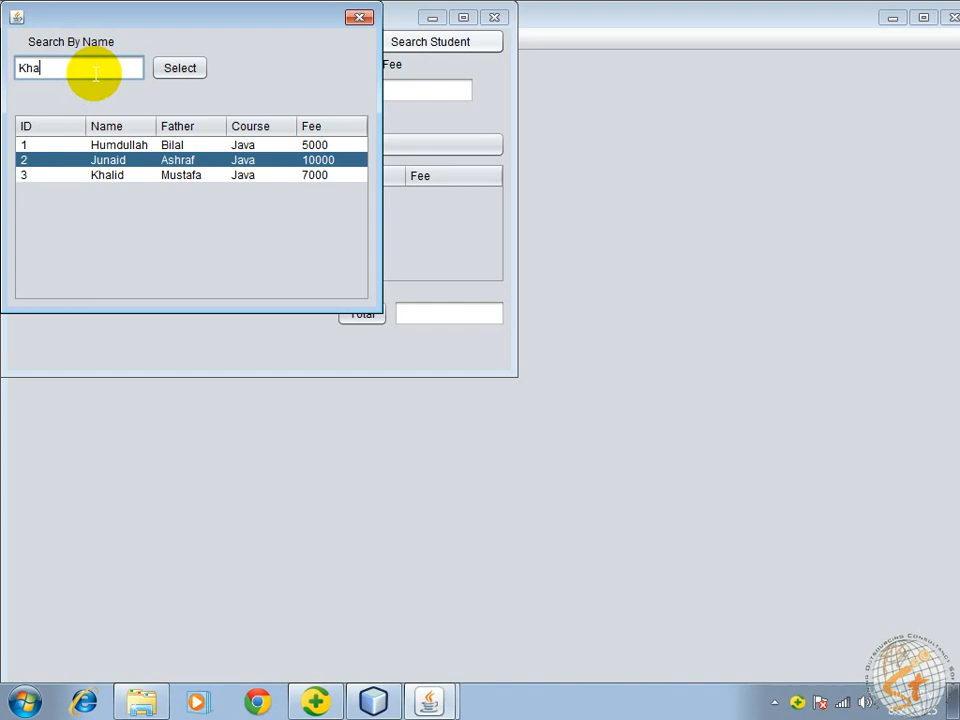 Search By Name
Search Student
Kha
Select
Fee
ID Name Father Course Fee
1 Humdullah Bilal Java 5000
2 Junaid Ashraf Java 10000
3 Khalid Mustafa Java 7000
Fee
Total